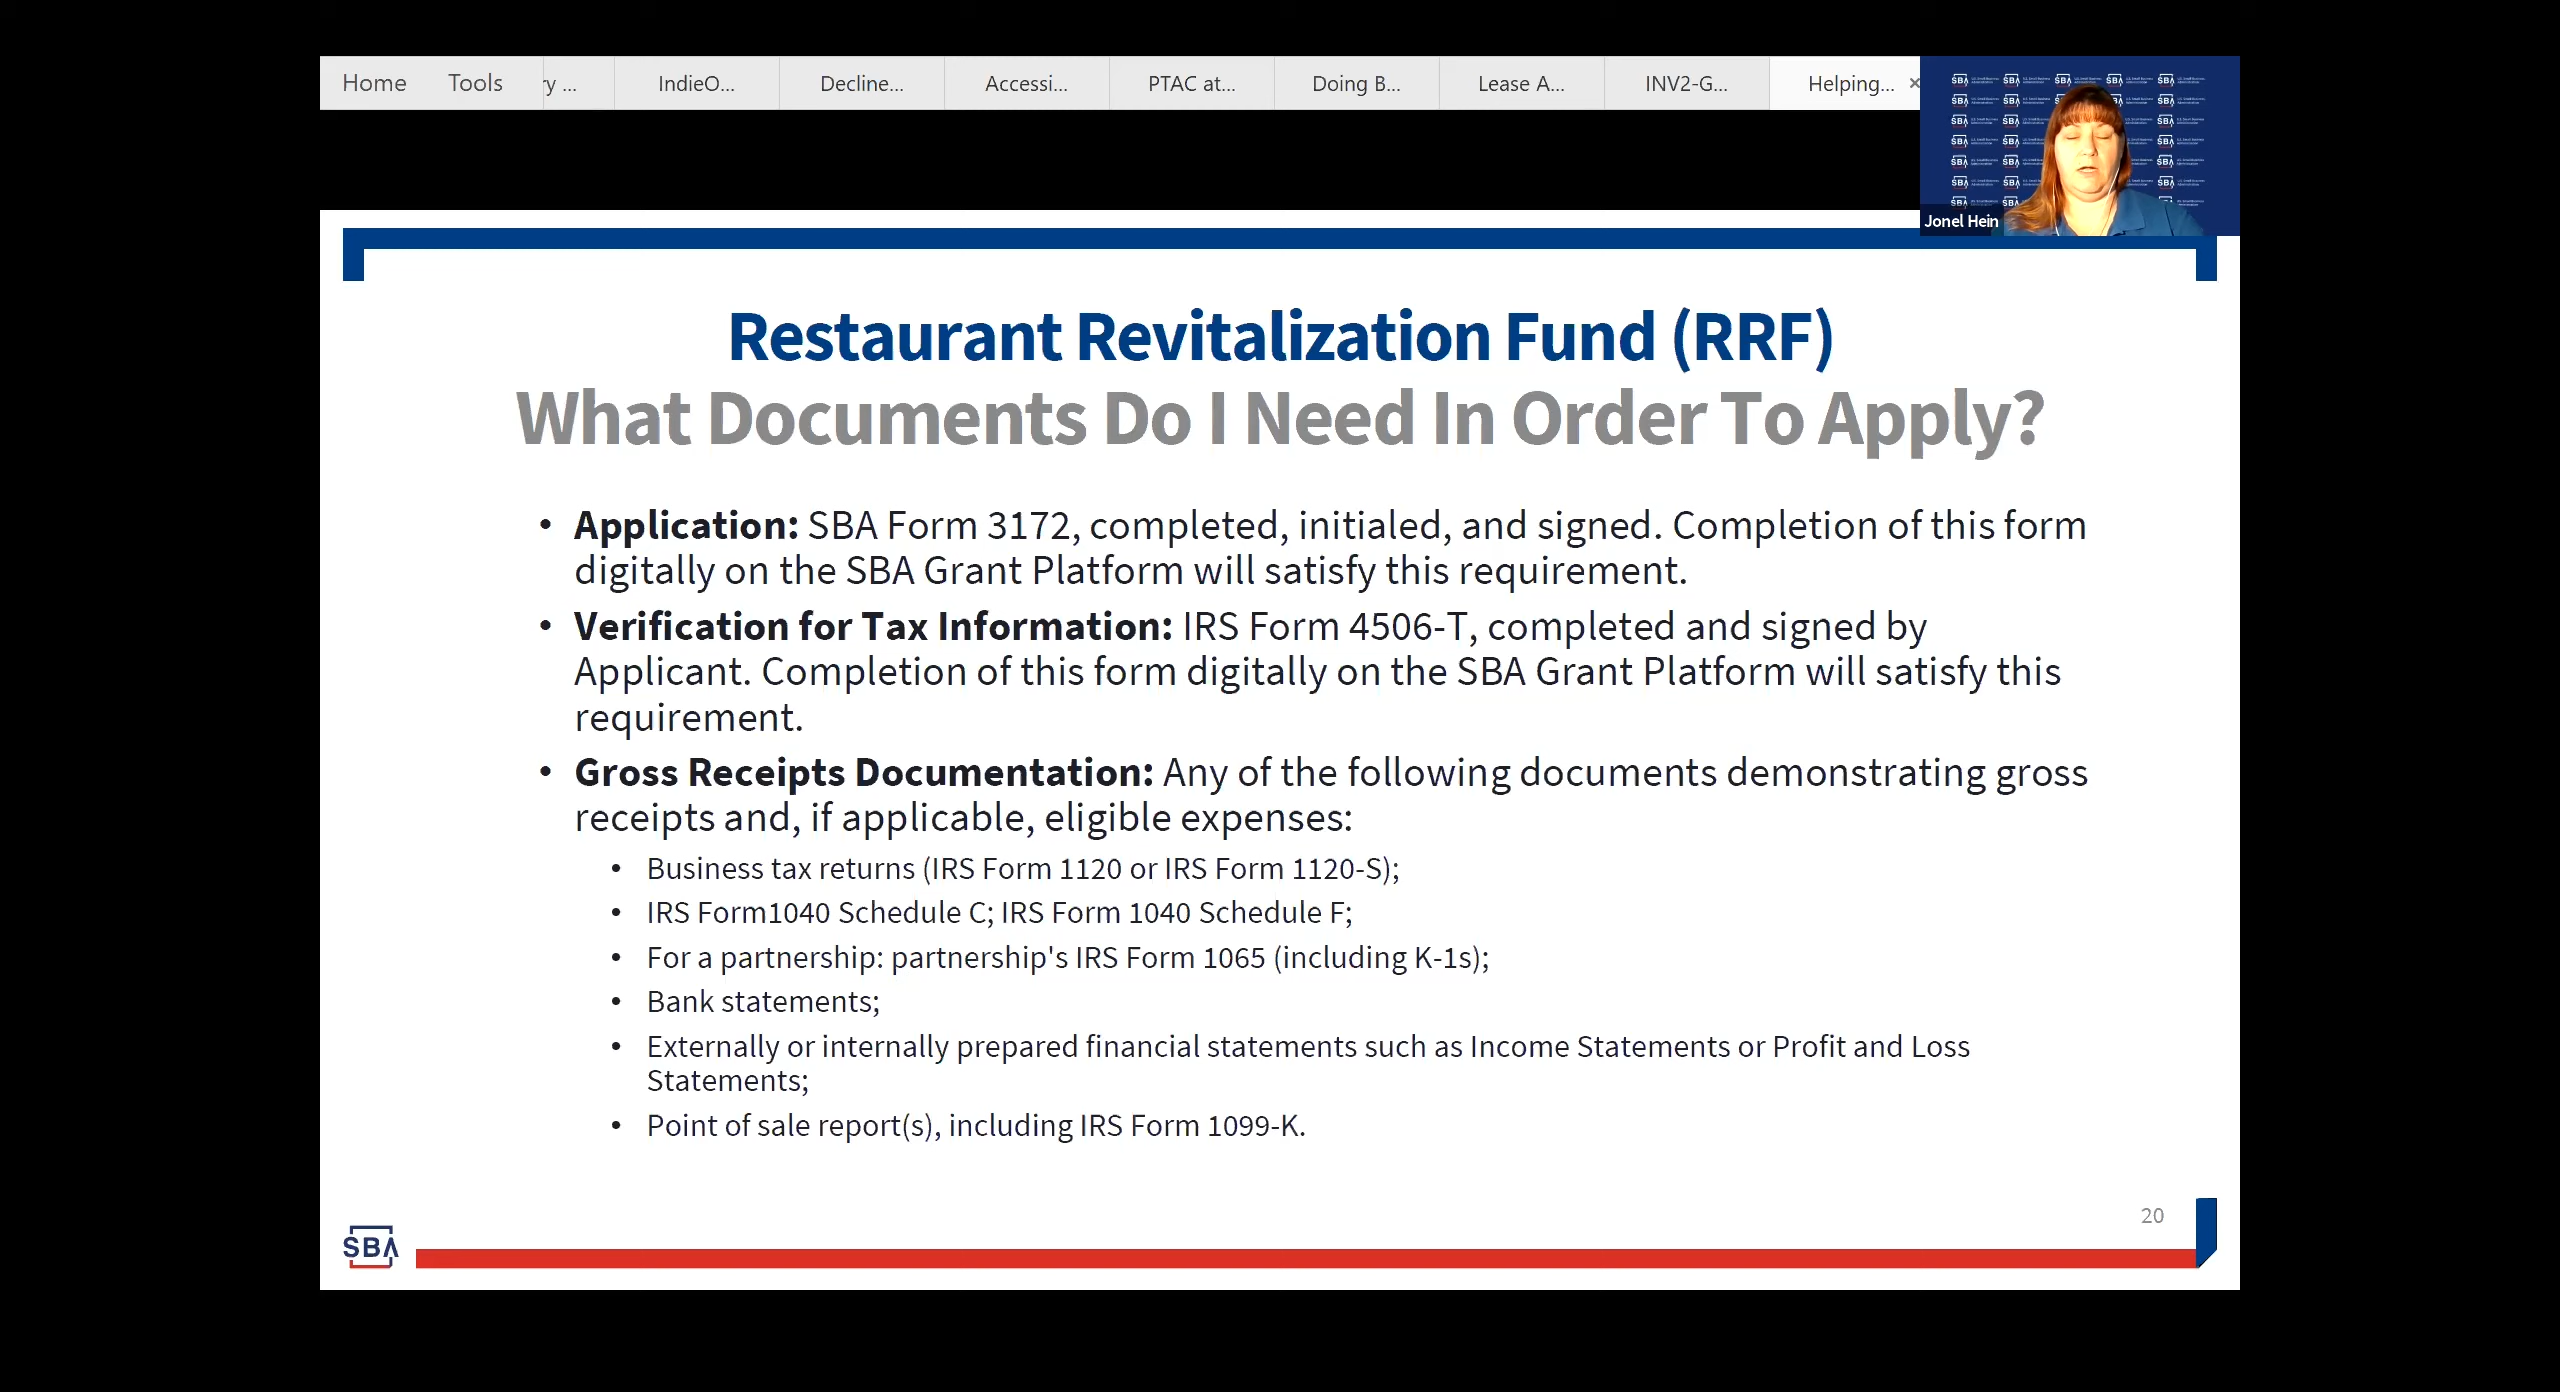 Home Tools ry ... IndieO... Decline... Accessi... PTAC at... Doing B... Lease A... INV2-G... Helping... ×
SBA
Jonel Hein
Restaurant Revitalization Fund (RRF)
What Documents Do I Need In Order To Apply?
• Application: SBA Form 3172, completed, initialed, and signed. Completion of this form
digitally on the SBA Grant Platform will satisfy this requirement.
• Verification for Tax Information: IRS Form 4506-T, completed and signed by
Applicant. Completion of this form digitally on the SBA Grant Platform will satisfy this
requirement.
• Gross Receipts Documentation: Any of the following documents demonstrating gross
receipts and, if applicable, eligible expenses:
• Business tax returns (IRS Form 1120 or IRS Form 1120-S);
• IRS Form1040 Schedule C; IRS Form 1040 Schedule F;
• For a partnership: partnership's IRS Form 1065 (including K-1s);
• Bank statements;
• Externally or internally prepared financial statements such as Income Statements or Profit and Loss
Statements;
• Point of sale report(s), including IRS Form 1099-K.
20
SBA